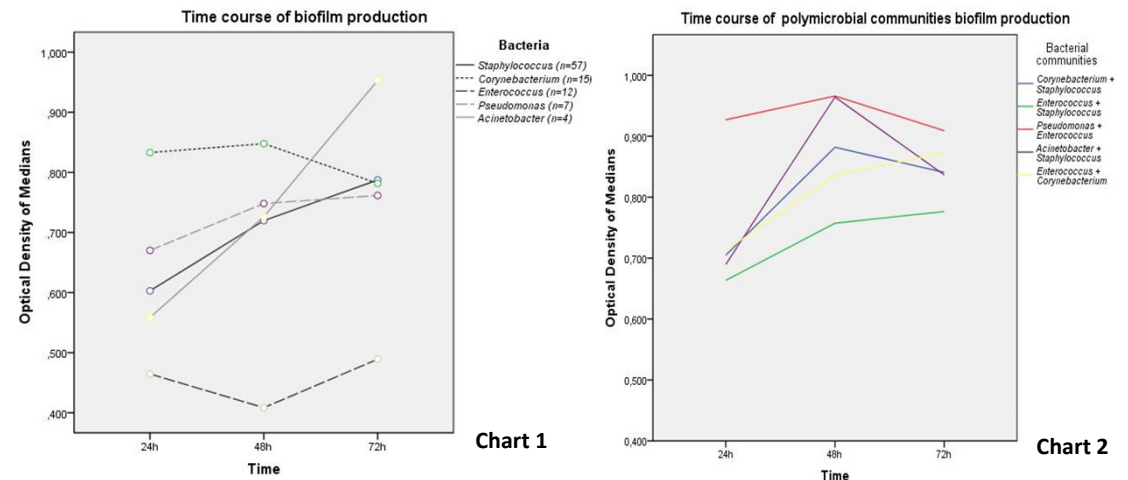 Time course of biofilm production
Optical Density of Medians
1,000
,900
,800
,700
,600
,500
,400
24h
48h
72h
Time
Bacteria
Staphylococcus (n=57)
Corynebacterium (n=15)
Enterococcus (n=12)
Pseudomonas (n=7)
Acinetobacter (n=4)
Chart 1
Time course of polymicrobial communities biofilm production
Optical Density of Medians
1,000
0,900
0,800
0,700
0,600
0,500
0,400
24h
48h
72h
Time
Bacterial
communities
Corynebacterium +
Staphylococcus
Enterococcus +
Staphylococcus
Pseudomonas +
Enterococcus
Acinetobacter +
Staphylococcus
Enterococcus +
Corynebacterium
Chart 2